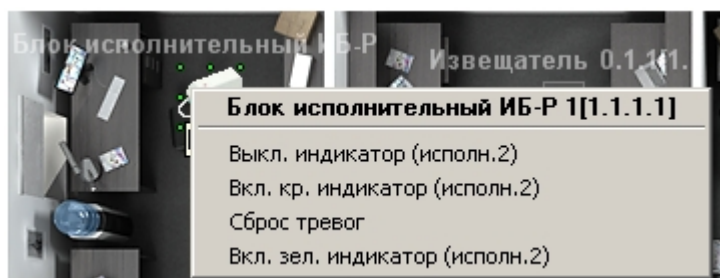 Блок исполнительный ИБ-Р
Извещатель 0.1.1[1.
Блок исполнительный ИБ-Р 1[1.1.1.1]
Выкл. индикатор (исполн.2)
Вкл. кр. индикатор (исполн.2)
Сброс тревог
Вкл. зел. индикатор (исполн.2)